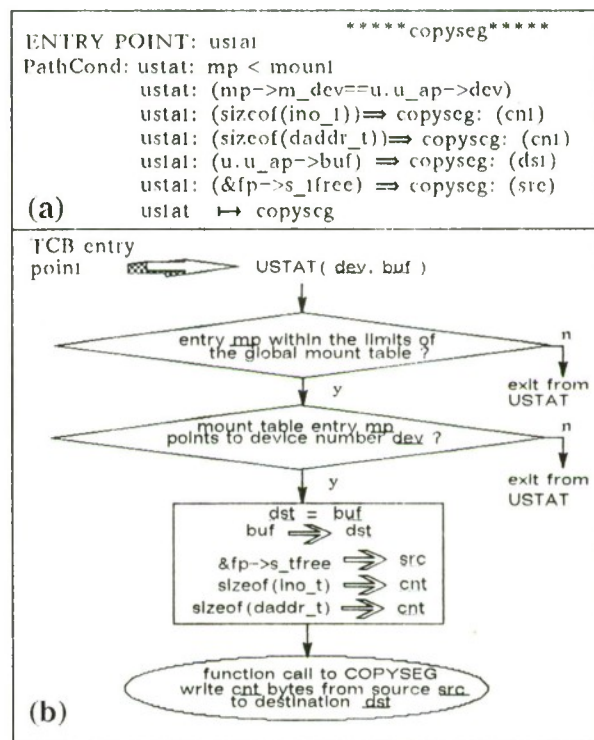 *****copyseg*****
ENTRY POINT: ustat
PathCond: ustat: mp < mount
ustat: (mp->m_dev==u.u_ap->dev)
ustat: (sizeof(ino_t)) ⇒ copyseg: (cnt)
ustat: (sizeof(daddr_t)) ⇒ copyseg: (cnt)
ustat: (u.u_ap->buf) ⇒ copyseg: (dst)
ustat: (&fp->s_tfree) ⇒ copyseg: (src)
(a) ustat ↦ copyseg
TCB entry
point
USTAT( dev, buf )
entry mp within the limits of
the global mount table ?
n
exit from
USTAT
y
mount table entry mp
points to device number dev ?
n
exit from
USTAT
y
dst = buf
buf ⇒ dst
&fp->s_tfree ⇒ src
sizeof(ino_t) ⇒ cnt
sizeof(daddr_t) ⇒ cnt
function call to COPYSEG
write cnt bytes from source src
to destination dst
(b)